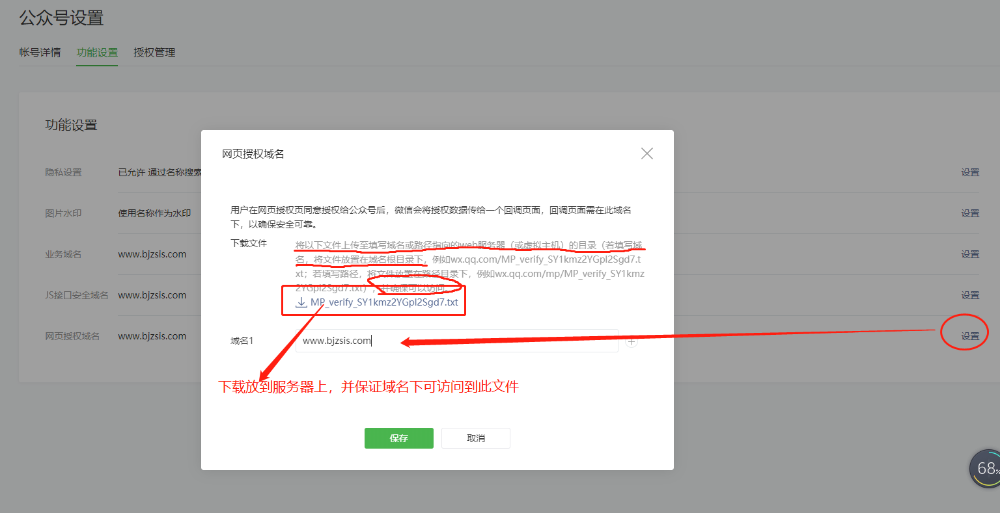 公众号设置
帐号详情 功能设置 授权管理
功能设置
网页授权域名
隐私设置 已允许 通过名称搜索 设置
用户在网页授权页同意授权给公众号后，微信会将授权数据传给一个回调页面，回调页面需在此域名
下，以确保安全可靠。
图片水印 使用名称作为水印 设置
下载文件 将以下文件上传至填写域名或路径指向的web服务器（或虚拟主机）的目录（若填写域
名，将文件放置在域名根目录下，例如wx.qq.com/MP_verify_SY1kmz2YGpl2Sgd7.t
xt；若填写路径，将文件放置在路径目录下，例如wx.qq.com/mp/MP_verify_SY1kmz
2YGpl2Sgd7.txt），并确保可以访问。
MP_verify_SY1kmz2YGpl2Sgd7.txt
业务域名 www.bjzsis.com 设置
JS接口安全域名 www.bjzsis.com 设置
网页授权域名 www.bjzsis.com 设置
域名1 www.bjzsis.com
下载放到服务器上，并保证域名下可访问到此文件
保存 取消
68%